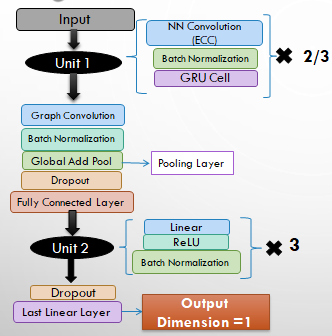 Input
Unit 1
NN Convolution
(ECC)
Batch Normalization
GRU Cell
✖ 2/3
Graph Convolution
Batch Normalization
Global Add Pool
Pooling Layer
Dropout
Fully Connected Layer
Unit 2
Linear
ReLU
Batch Normalization
✖ 3
Dropout
Last Linear Layer
Output
Dimension =1